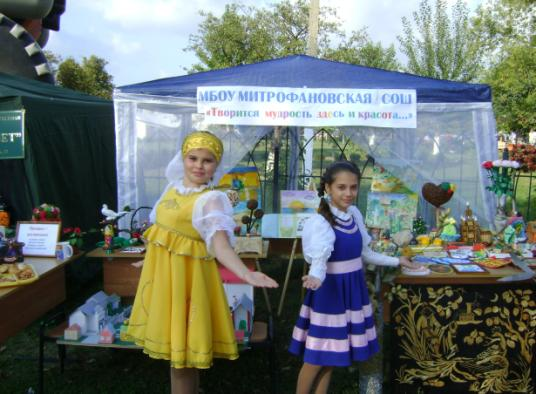 МБОУ МИТРОФАНОВСКАЯ СОШ
«Творится мудрость здесь и красота...»